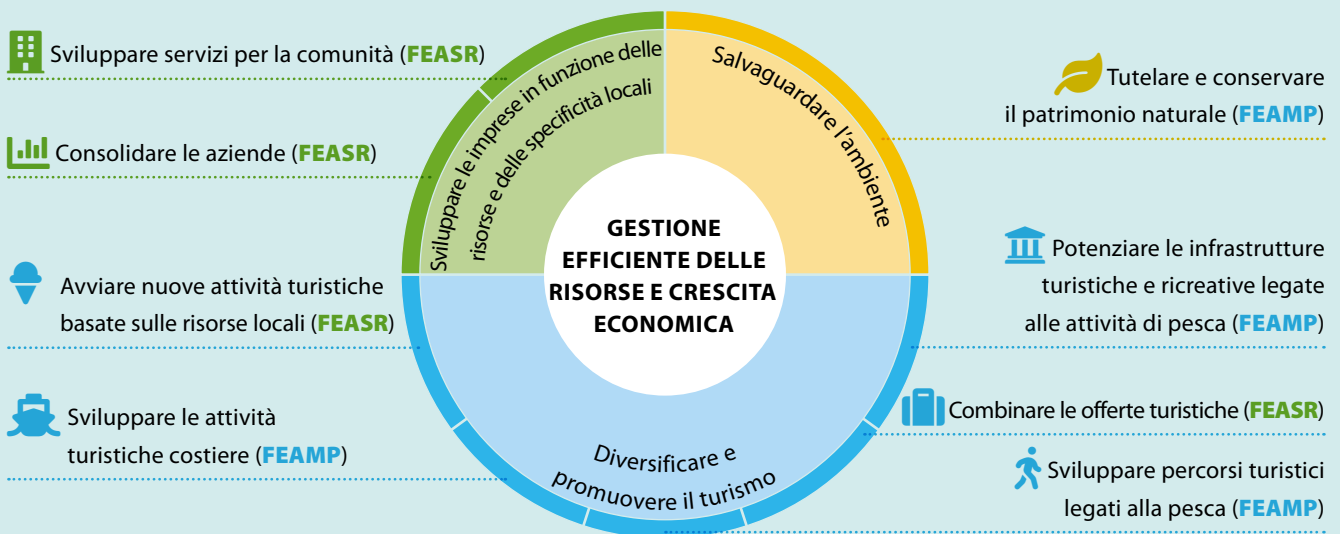 Sviluppare servizi per la comunità (FEASR)
Consolidare le aziende (FEASR)
Avviare nuove attività turistiche
basate sulle risorse locali (FEASR)
Sviluppare le attività
turistiche costiere (FEAMP)
Sviluppare le imprese in funzione delle
risorse e delle specificità locali
Salvaguardare l'ambiente
GESTIONE
EFFICIENTE DELLE
RISORSE E CRESCITA
ECONOMICA
Diversificare e
promuovere il turismo
Tutelare e conservare
il patrimonio naturale (FEAMP)
Potenziare le infrastrutture
turistiche e ricreative legate
alle attività di pesca (FEAMP)
Combinare le offerte turistiche (FEASR)
Sviluppare percorsi turistici
legati alla pesca (FEAMP)